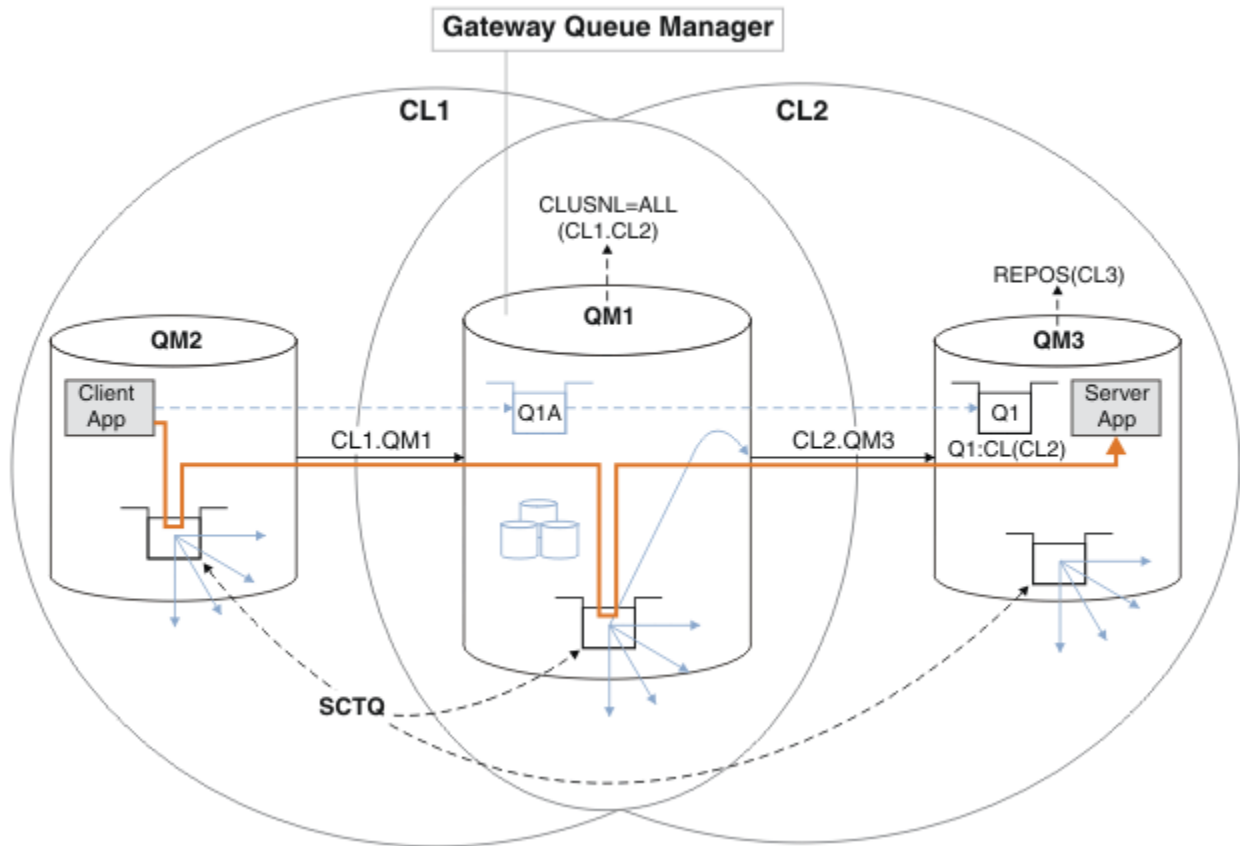 Gateway Queue Manager
CL1
CL2
CLUSNL=ALL
(CL1.CL2)
REPOS(CL3)
QM2
QM1
QM3
Client
App
Q1A
Q1
Server
App
CL1.QM1
CL2.QM3
Q1:CL(CL2)
SCTQ